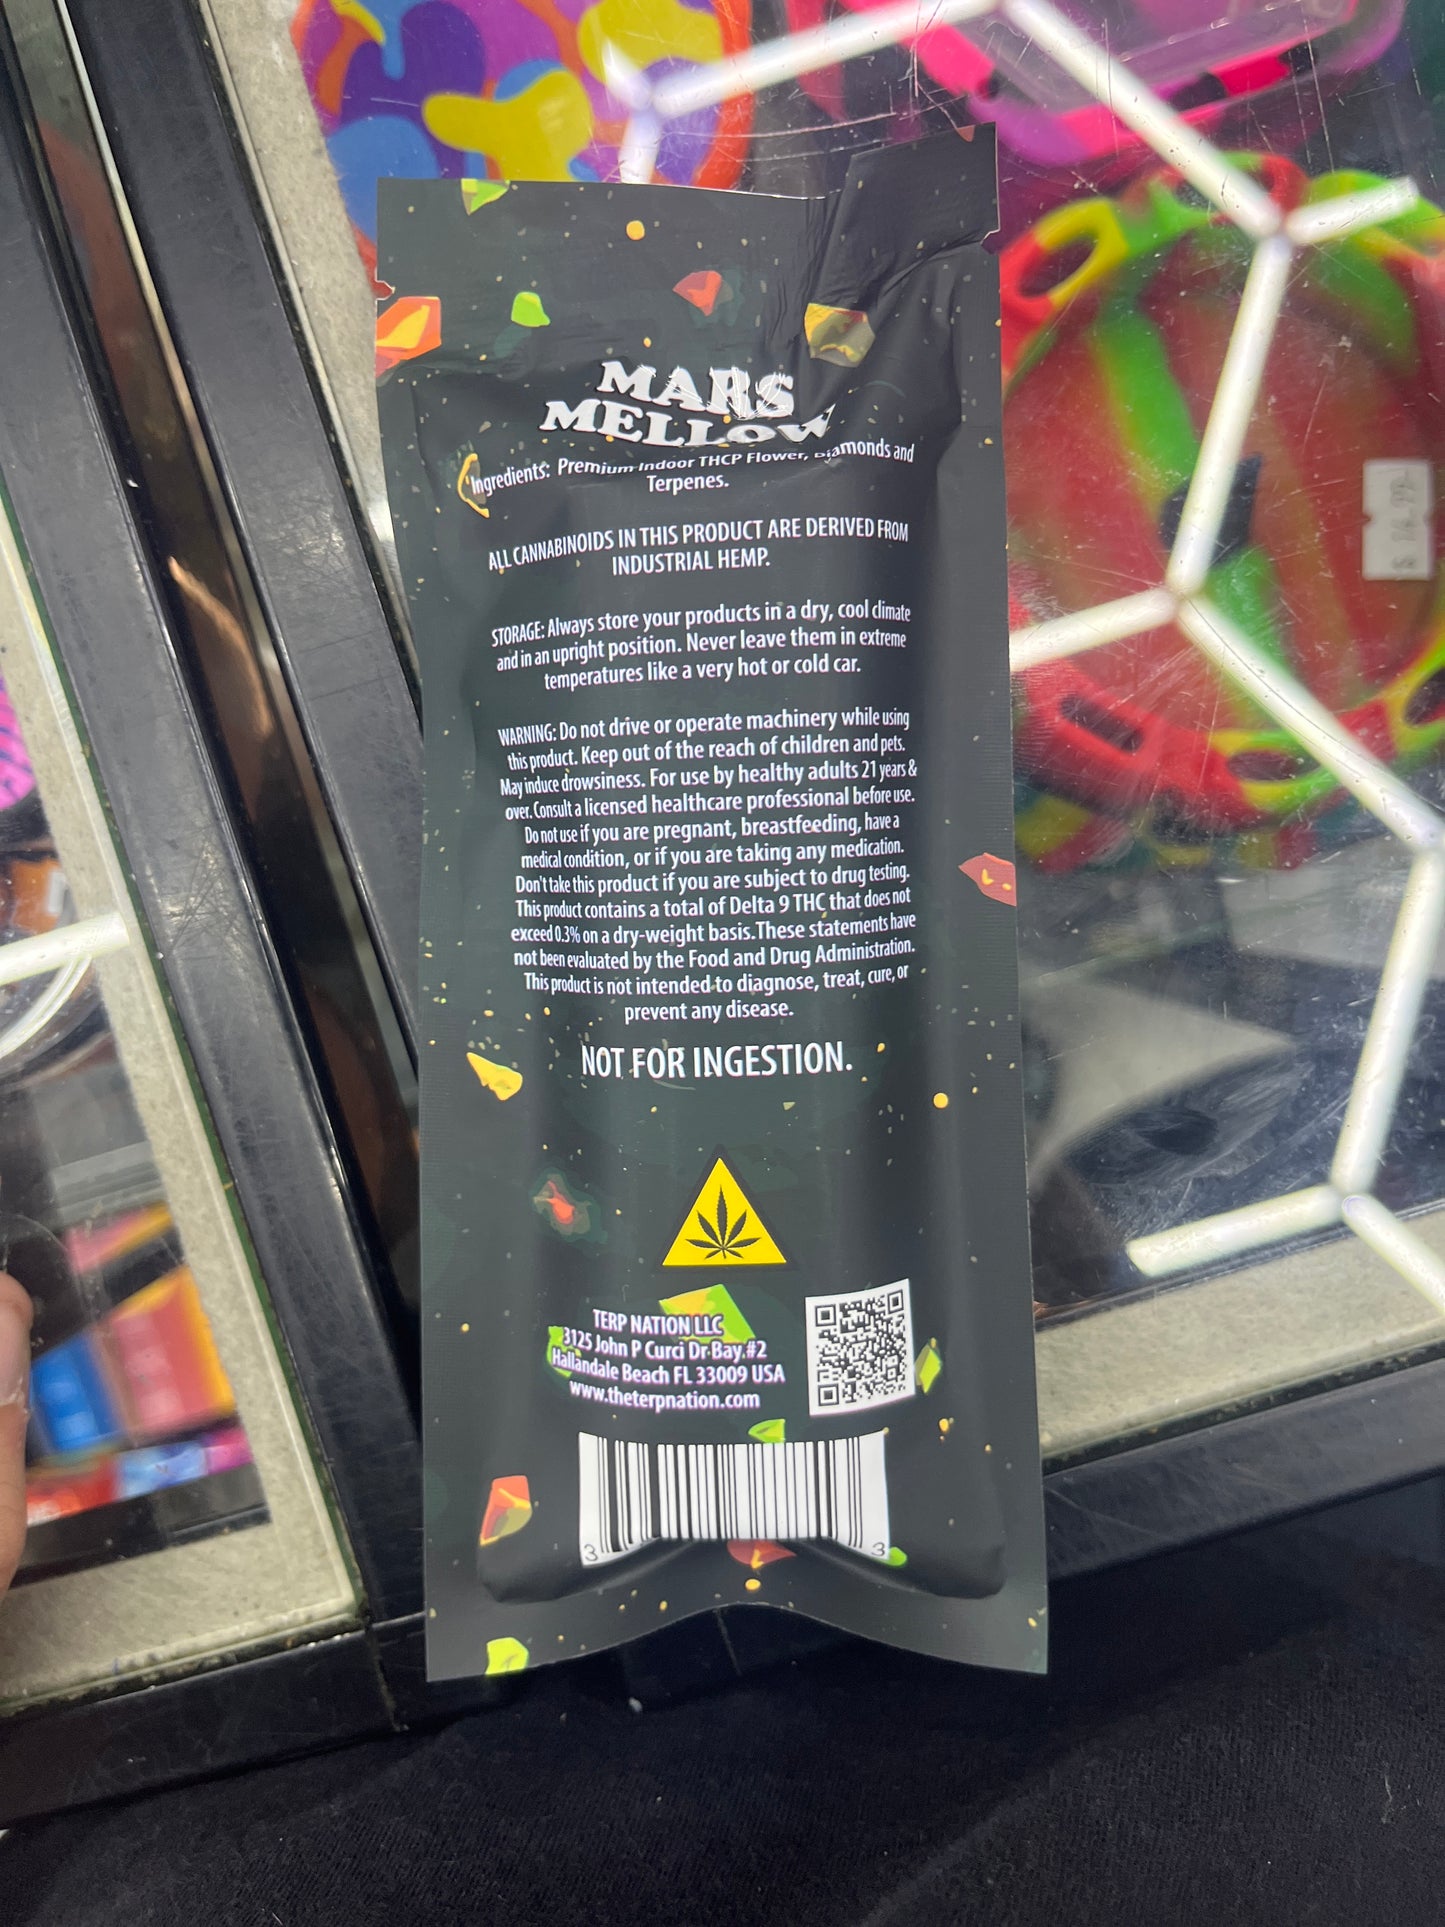 MARS
MELLOW
Ingredients: Premium Indoor THCP Flower, Diamonds and
Terpenes.
ALL CANNABINOIDS IN THIS PRODUCT ARE DERIVED FROM
INDUSTRIAL HEMP.
STORAGE: Always store your products in a dry, cool climate
and in an upright position. Never leave them in extreme
temperatures like a very hot or cold car.
WARNING: Do not drive or operate machinery while using
this product. Keep out of the reach of children and pets.
May induce drowsiness. For use by healthy adults 21 years &
over. Consult a licensed healthcare professional before use.
Do not use if you are pregnant, breastfeeding, have a
medical condition, or if you are taking any medication.
Don't take this product if you are subject to drug testing.
This product contains a total of Delta 9 THC that does not
exceed 0.3% on a dry-weight basis.These statements have
not been evaluated by the Food and Drug Administration.
This product is not intended to diagnose, treat, cure, or
prevent any disease.
NOT FOR INGESTION.
TERP NATION LLC
3125 John P Curci Dr Bay.#2
Hallandale Beach FL 33009 USA
www.theterpnation.com
3 3